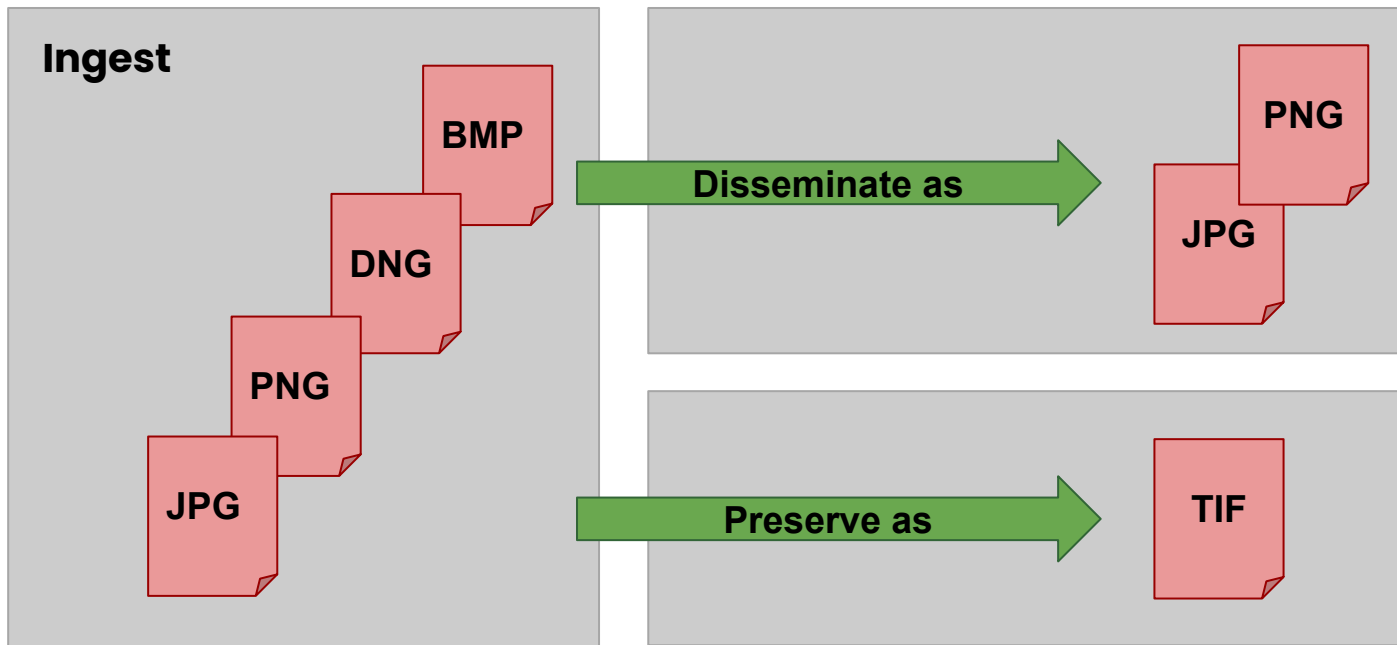 Ingest
BMP
DNG
PNG
JPG
Disseminate as
PNG
JPG
Preserve as
TIF